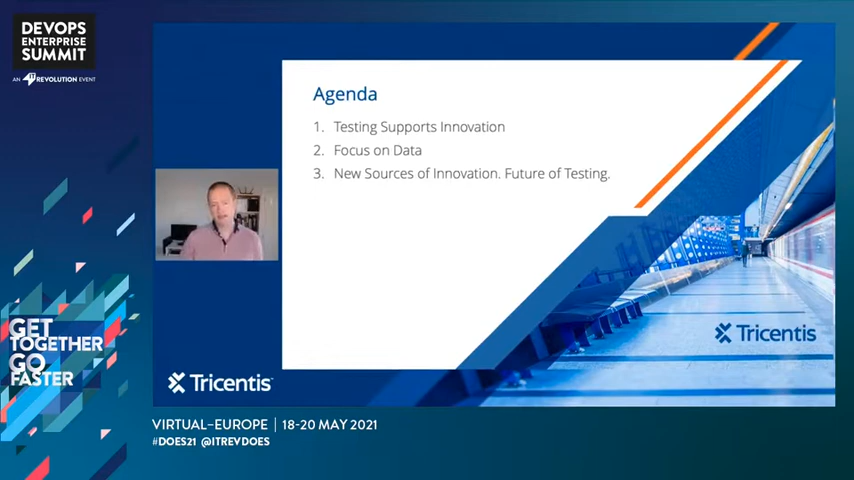 DEVOPS
ENTERPRISE
SUMMIT
AN IT REVOLUTION EVENT
Agenda
1. Testing Supports Innovation
2. Focus on Data
3. New Sources of Innovation. Future of Testing.
Tricentis
GET
TOGETHER
GO
FASTER
Tricentis
VIRTUAL-EUROPE | 18-20 MAY 2021
#DOES21 @ITREVDOES